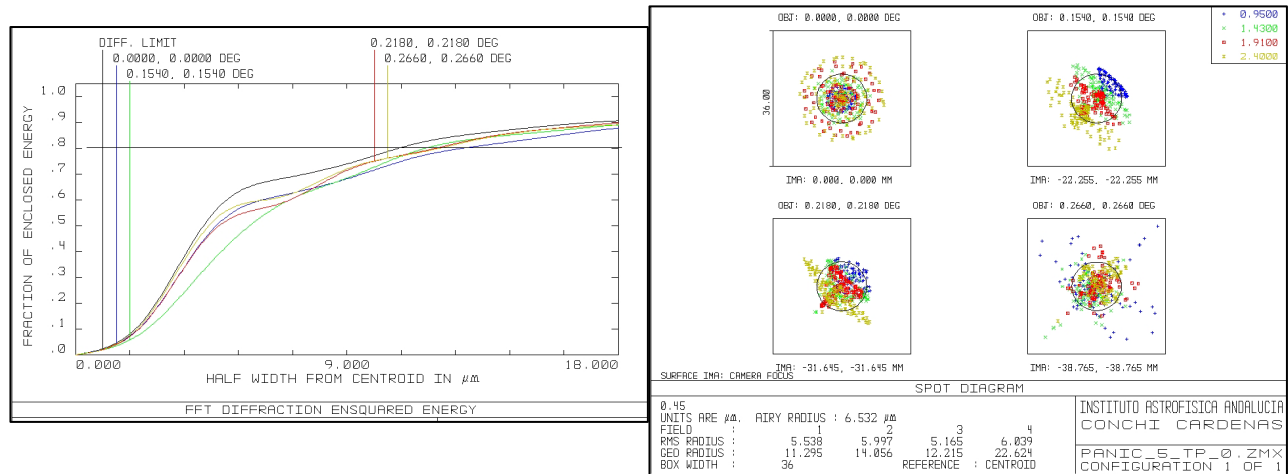 DIFF. LIMIT
0.0000, 0.0000 DEG
0.1540, 0.1540 DEG
0.2180, 0.2180 DEG
0.2660, 0.2660 DEG
1.0
.9
.8
.7
.6
.5
.4
.3
.2
.1
.0
FRACTION OF ENCLOSED ENERGY
0.000 9.000 18.000
HALF WIDTH FROM CENTROID IN µm
FFT DIFFRACTION ENSQUARED ENERGY
OBJ: 0.0000, 0.0000 DEG
OBJ: 0.1540, 0.1540 DEG
+ 0.9500
× 1.4300
1.9100
2.4000
36.00
IMA: 0.000, 0.000 MM
IMA: -22.255, -22.255 MM
OBJ: 0.2180, 0.2180 DEG
OBJ: 0.2660, 0.2660 DEG
IMA: -31.645, -31.645 MM
IMA: -38.765, -38.765 MM
SURFACE IMA: CAMERA FOCUS
SPOT DIAGRAM
0.45
UNITS ARE µm. AIRY RADIUS : 6.532 µm
FIELD : 1 2 3 4
RMS RADIUS : 5.538 5.997 5.165 6.039
GEO RADIUS : 11.295 14.056 12.215 22.624
BOX WIDTH : 36 REFERENCE : CENTROID
INSTITUTO ASTROFISICA ANDALUCIA
CONCHI CARDENAS
PANIC_5_TP_0.ZMX
CONFIGURATION 1 OF 1